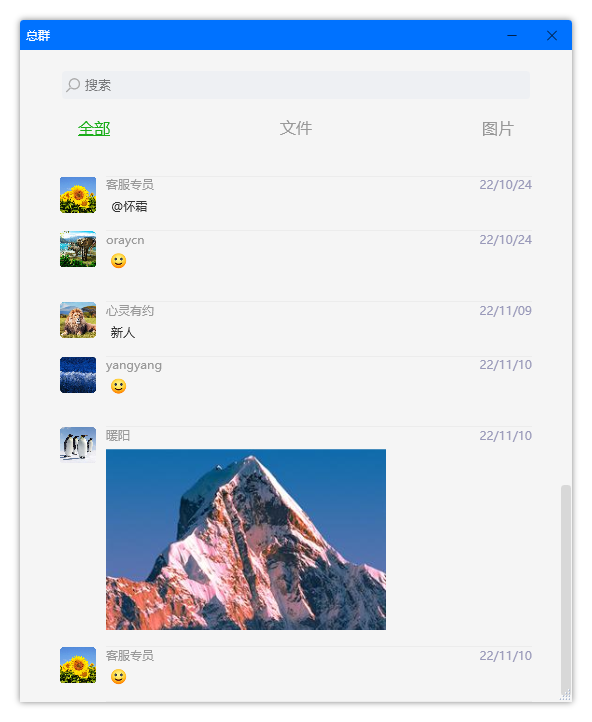 总群
搜索
全部 文件 图片
客服专员 22/10/24
@怀霜
oraycn 22/10/24
心灵有约 22/11/09
新人
yangyang 22/11/10
暖阳 22/11/10
客服专员 22/11/10